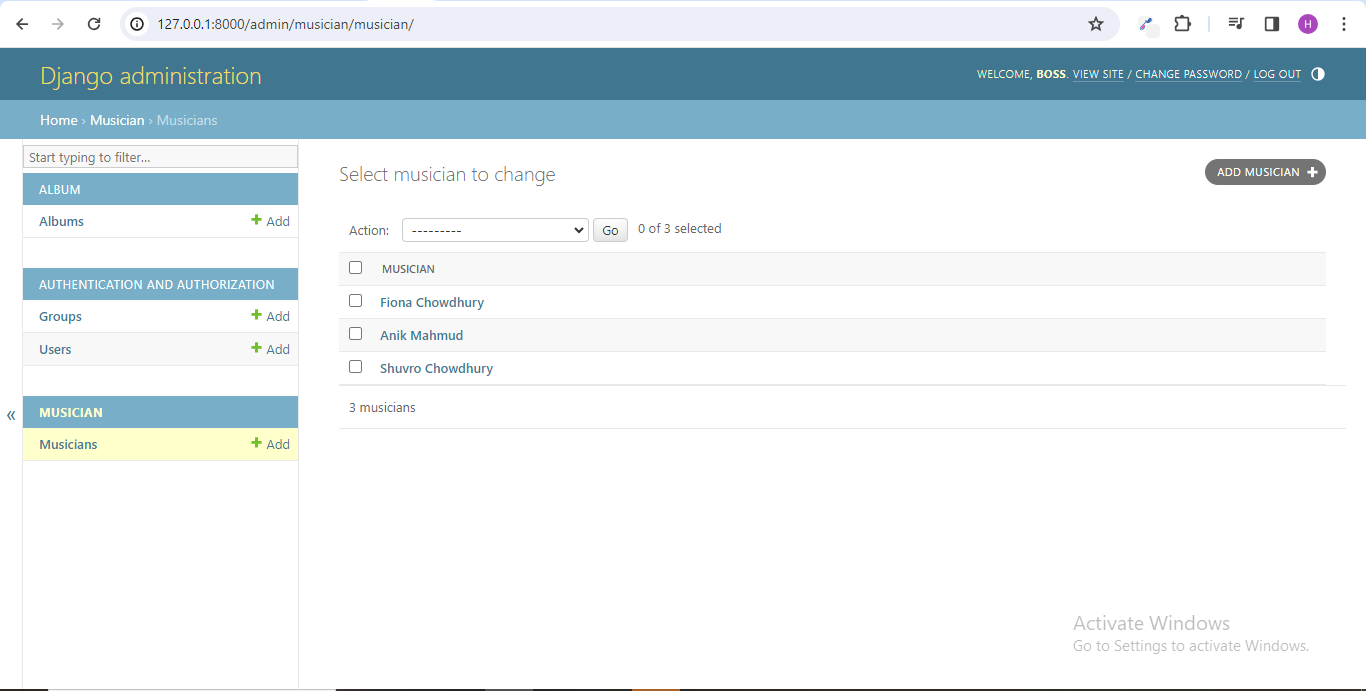 127.0.0.1:8000/admin/musician/musician/
H
Django administration
WELCOME, BOSS. VIEW SITE / CHANGE PASSWORD / LOG OUT
Home › Musician › Musicians
Start typing to filter...
ALBUM
Albums + Add
AUTHENTICATION AND AUTHORIZATION
Groups + Add
Users + Add
MUSICIAN
Musicians + Add
«
Select musician to change
ADD MUSICIAN +
Action: --------- Go 0 of 3 selected
MUSICIAN
Fiona Chowdhury
Anik Mahmud
Shuvro Chowdhury
3 musicians
Activate Windows
Go to Settings to activate Windows.